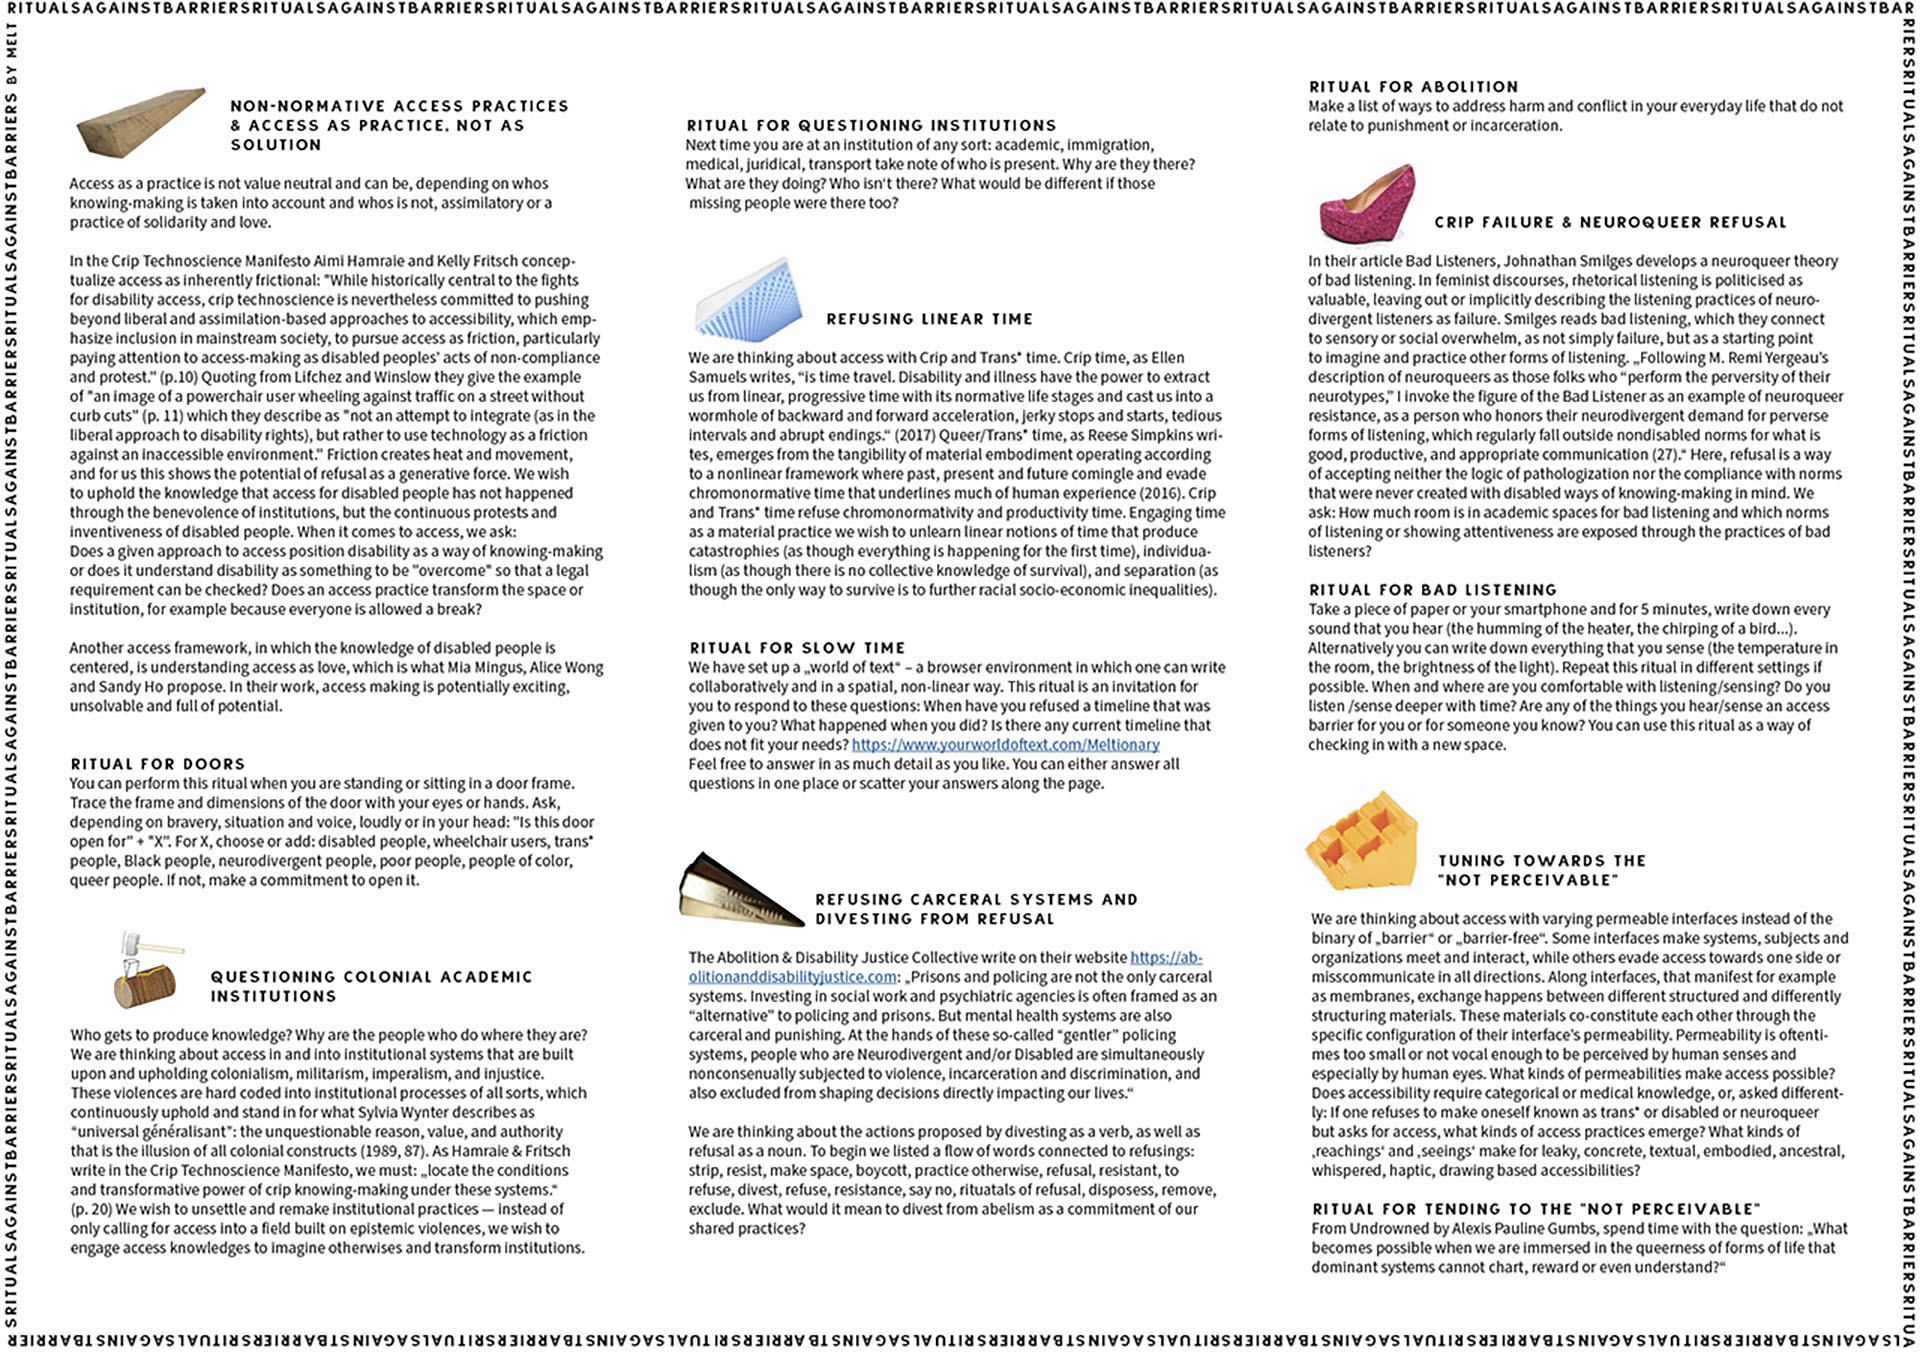 RITUALSAGAINSTBARRIERSRITUALSAGAINSTBARRIERSRITUALSAGAINSTBARRIERSRITUALSAGAINSTBARRIERSRITUALSAGAINSTBARRIERSRITUALSAGAINSTBARRIERSRITUALSAGAINSTBARRIERSRITUALSAGAINSTBAR
NON-NORMATIVE ACCESS PRACTICES
& ACCESS AS PRACTICE, NOT AS
SOLUTION
Access as a practice is not value neutral and can be, depending on whos
knowing-making is taken into account and whos is not, assimilatory or a
practice of solidarity and love.
In the Crip Technoscience Manifesto Aimi Hamraie and Kelly Fritsch concep-
tualize access as inherently frictional: "While historically central to the fights
for disability access, crip technoscience is nevertheless committed to pushing
beyond liberal and assimilation-based approaches to accessibility, which emp-
hasize inclusion in mainstream society, to pursue access as friction, particularly
paying attention to access-making as disabled peoples' acts of non-compliance
and protest." (p.10) Quoting from Lifchez and Winslow they give the example
of "an image of a powerchair user wheeling against traffic on a street without
curb cuts" (p. 11) which they describe as "not an attempt to integrate (as in the
liberal approach to disability rights), but rather to use technology as a friction
against an inaccessible environment." Friction creates heat and movement,
and for us this shows the potential of refusal as a generative force. We wish
to uphold the knowledge that access for disabled people has not happened
through the benevolence of institutions, but the continuous protests and
inventiveness of disabled people. When it comes to access, we ask:
Does a given approach to access position disability as a way of knowing-making
or does it understand disability as something to be "overcome" so that a legal
requirement can be checked? Does an access practice transform the space or
institution, for example because everyone is allowed a break?
Another access framework, in which the knowledge of disabled people is
centered, is understanding access as love, which is what Mia Mingus, Alice Wong
and Sandy Ho propose. In their work, access making is potentially exciting,
unsolvable and full of potential.
RITUAL FOR DOORS
You can perform this ritual when you are standing or sitting in a door frame.
Trace the frame and dimensions of the door with your eyes or hands. Ask,
depending on bravery, situation and voice, loudly or in your head: "Is this door
open for" + "X". For X, choose or add: disabled people, wheelchair users, trans*
people, Black people, neurodivergent people, poor people, people of color,
queer people. If not, make a commitment to open it.
QUESTIONING COLONIAL ACADEMIC
INSTITUTIONS
Who gets to produce knowledge? Why are the people who do where they are?
We are thinking about access in and into institutional systems that are built
upon and upholding colonialism, militarism, imperalism, and injustice.
These violences are hard coded into institutional processes of all sorts, which
continuously uphold and stand in for what Sylvia Wynter describes as
“universal généralisant”: the unquestionable reason, value, and authority
that is the illusion of all colonial constructs (1989, 87). As Hamraie & Fritsch
write in the Crip Technoscience Manifesto, we must: „locate the conditions
and transformative power of crip knowing-making under these systems.“
(p. 20) We wish to unsettle and remake institutional practices — instead of
only calling for access into a field built on epistemic violences, we wish to
engage access knowledges to imagine otherwises and transform institutions.
RITUAL FOR QUESTIONING INSTITUTIONS
Next time you are at an institution of any sort: academic, immigration,
medical, juridical, transport take note of who is present. Why are they there?
What are they doing? Who isn't there? What would be different if those
missing people were there too?
REFUSING LINEAR TIME
We are thinking about access with Crip and Trans* time. Crip time, as Ellen
Samuels writes, “is time travel. Disability and illness have the power to extract
us from linear, progressive time with its normative life stages and cast us into a
wormhole of backward and forward acceleration, jerky stops and starts, tedious
intervals and abrupt endings.“ (2017) Queer/Trans* time, as Reese Simpkins wri-
tes, emerges from the tangibility of material embodiment operating according
to a nonlinear framework where past, present and future comingle and evade
chromonormative time that underlines much of human experience (2016). Crip
and Trans* time refuse chromonormativity and productivity time. Engaging time
as a material practice we wish to unlearn linear notions of time that produce
catastrophies (as though everything is happening for the first time), individua-
lism (as though there is no collective knowledge of survival), and separation (as
though the only way to survive is to further racial socio-economic inequalities).
RITUAL FOR SLOW TIME
We have set up a „world of text“ – a browser environment in which one can write
collaboratively and in a spatial, non-linear way. This ritual is an invitation for
you to respond to these questions: When have you refused a timeline that was
given to you? What happened when you did? Is there any current timeline that
does not fit your needs? https://www.yourworldoftext.com/Meltionary
Feel free to answer in as much detail as you like. You can either answer all
questions in one place or scatter your answers along the page.
REFUSING CARCERAL SYSTEMS AND
DIVESTING FROM REFUSAL
The Abolition & Disability Justice Collective write on their website https://ab-
olitionanddisabilityjustice.com: „Prisons and policing are not the only carceral
systems. Investing in social work and psychiatric agencies is often framed as an
“alternative” to policing and prisons. But mental health systems are also
carceral and punishing. At the hands of these so-called “gentler” policing
systems, people who are Neurodivergent and/or Disabled are simultaneously
nonconsenually subjected to violence, incarceration and discrimination, and
also excluded from shaping decisions directly impacting our lives.“
We are thinking about the actions proposed by divesting as a verb, as well as
refusal as a noun. To begin we listed a flow of words connected to refusings:
strip, resist, make space, boycott, practice otherwise, refusal, resistant, to
refuse, divest, refuse, resistance, say no, rituatals of refusal, disposess, remove,
exclude. What would it mean to divest from abelism as a commitment of our
shared practices?
RITUAL FOR ABOLITION
Make a list of ways to address harm and conflict in your everyday life that do not
relate to punishment or incarceration.
CRIP FAILURE & NEUROQUEER REFUSAL
In their article Bad Listeners, Johnathan Smilges develops a neuroqueer theory
of bad listening. In feminist discourses, rhetorical listening is politicised as
valuable, leaving out or implicitly describing the listening practices of neuro-
divergent listeners as failure. Smilges reads bad listening, which they connect
to sensory or social overwhelm, as not simply failure, but as a starting point
to imagine and practice other forms of listening. „Following M. Remi Yergeau's
description of neuroqueers as those folks who “perform the perversity of their
neurotypes,” I invoke the figure of the Bad Listener as an example of neuroqueer
resistance, as a person who honors their neurodivergent demand for perverse
forms of listening, which regularly fall outside nondisabled norms for what is
good, productive, and appropriate communication (27).“ Here, refusal is a way
of accepting neither the logic of pathologization nor the compliance with norms
that were never created with disabled ways of knowing-making in mind. We
ask: How much room is in academic spaces for bad listening and which norms
of listening or showing attentiveness are exposed through the practices of bad
listeners?
RITUAL FOR BAD LISTENING
Take a piece of paper or your smartphone and for 5 minutes, write down every
sound that you hear (the humming of the heater, the chirping of a bird...).
Alternatively you can write down everything that you sense (the temperature in
the room, the brightness of the light). Repeat this ritual in different settings if
possible. When and where are you comfortable with listening/sensing? Do you
listen /sense deeper with time? Are any of the things you hear/sense an access
barrier for you or for someone you know? You can use this ritual as a way of
checking in with a new space.
TUNING TOWARDS THE
"NOT PERCEIVABLE"
We are thinking about access with varying permeable interfaces instead of the
binary of „barrier“ or „barrier-free“. Some interfaces make systems, subjects and
organizations meet and interact, while others evade access towards one side or
misscommunicate in all directions. Along interfaces, that manifest for example
as membranes, exchange happens between different structured and differently
structuring materials. These materials co-constitute each other through the
specific configuration of their interface's permeability. Permeability is oftenti-
mes too small or not vocal enough to be perceived by human senses and
especially by human eyes. What kinds of permeabilities make access possible?
Does accessibility require categorical or medical knowledge, or, asked different-
ly: If one refuses to make oneself known as trans* or disabled or neuroqueer
but asks for access, what kinds of access practices emerge? What kinds of
‚reachings‘ and ‚seeings‘ make for leaky, concrete, textual, embodied, ancestral,
whispered, haptic, drawing based accessibilities?
RITUAL FOR TENDING TO THE "NOT PERCEIVABLE"
From Undrowned by Alexis Pauline Gumbs, spend time with the question: „What
becomes possible when we are immersed in the queerness of forms of life that
dominant systems cannot chart, reward or even understand?“
RIERSRITUALSAGAINSTBARRIERSRITUALSAGAINSTBARRIERSRITUALSAGAINSTBARRIERSRITUALSAGAINSTBARRIERSRITUALSAGAINSTBARRIERSRITUA
LSAGAINSTBARRIERSRITUALSAGAINSTBARRIERSRITUALSAGAINSTBARRIERSRITUALSAGAINSTBARRIERSRITUALSAGAINSTBARRIERSRITUALSAGAINSTBARRIERSRITUALSAGAINSTBARRIERSRITUALSAGAINSTBARRIER
SRITUALSAGAINSTBARRIERSRITUALSAGAINSTBARRIERSRITUALSAGAINSTBARRIERSRITUALSAGAINSTBARRIERSRITUALSAGAINSTBARRIERS BY MELT